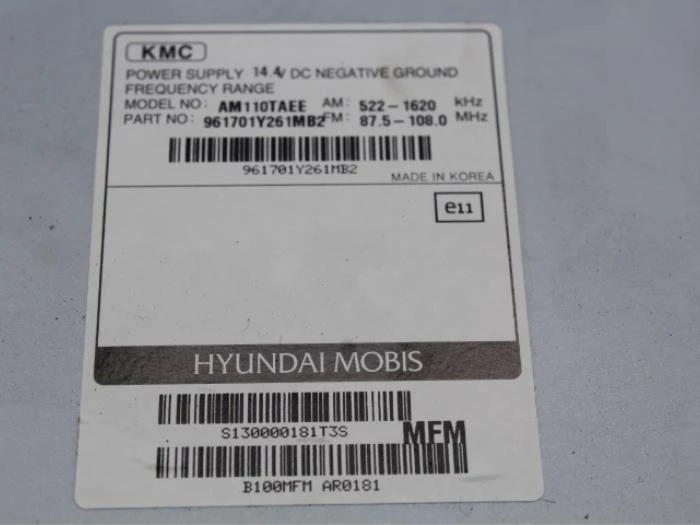 KMC
POWER SUPPLY 14.4V DC NEGATIVE GROUND
FREQUENCY RANGE
MODEL NO: AM110TAEE AM: 522-1620 kHz
PART NO: 961701Y261MB2 FM: 87.5-108.0 MHz
961701Y261MB2
MADE IN KOREA
e11
HYUNDAI MOBIS
S130000181T3S MFM
B100MFM AR0181